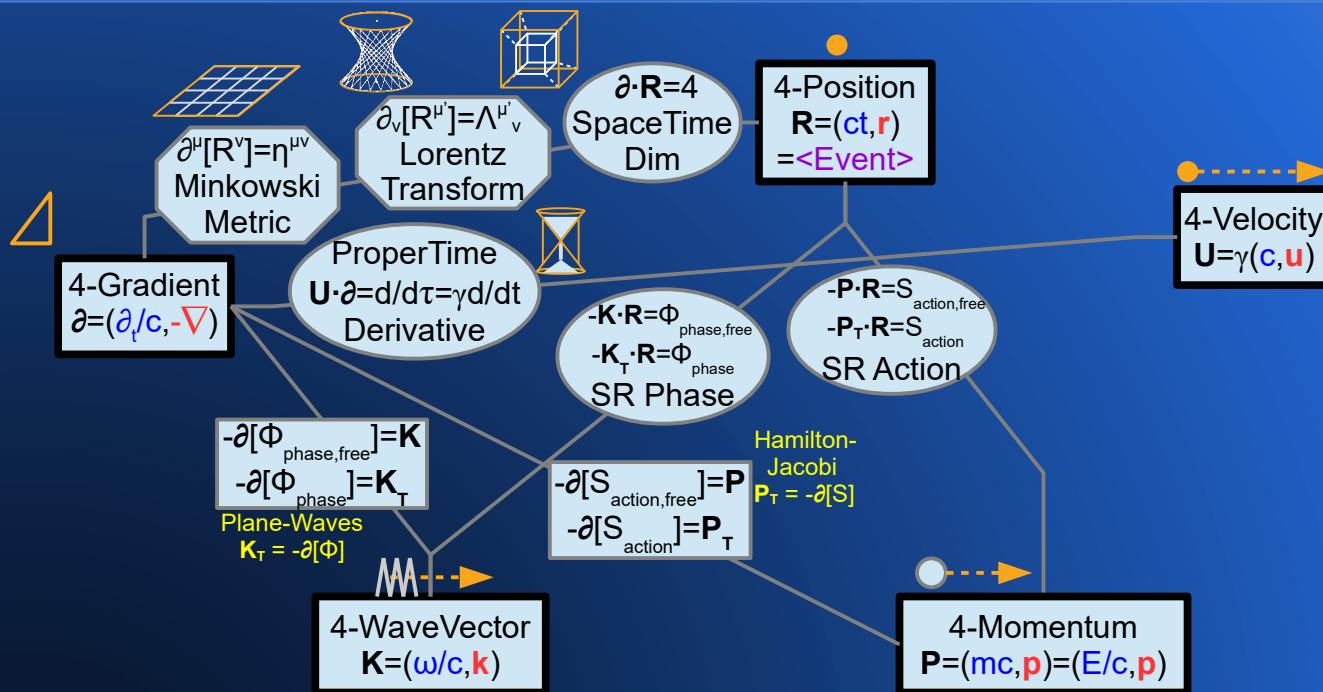 ∂·R=4
SpaceTime
Dim
4-Position
R=(ct,r)
=<Event>
∂ν[Rμ’]=Λμ’ν
Lorentz
Transform
∂μ[Rν]=ημν
Minkowski
Metric
4-Velocity
U=γ(c,u)
ProperTime
U·∂=d/dτ=γd/dt
Derivative
4-Gradient
∂=(∂t/c,-∇)
-K·R=Φphase,free
-KT·R=Φphase
SR Phase
-P·R=Saction,free
-PT·R=Saction
SR Action
-∂[Φphase,free]=K
-∂[Φphase]=KT
Plane-Waves
KT = -∂[Φ]
-∂[Saction,free]=P
-∂[Saction]=PT
Hamilton-
Jacobi
PT = -∂[S]
4-WaveVector
K=(ω/c,k)
4-Momentum
P=(mc,p)=(E/c,p)